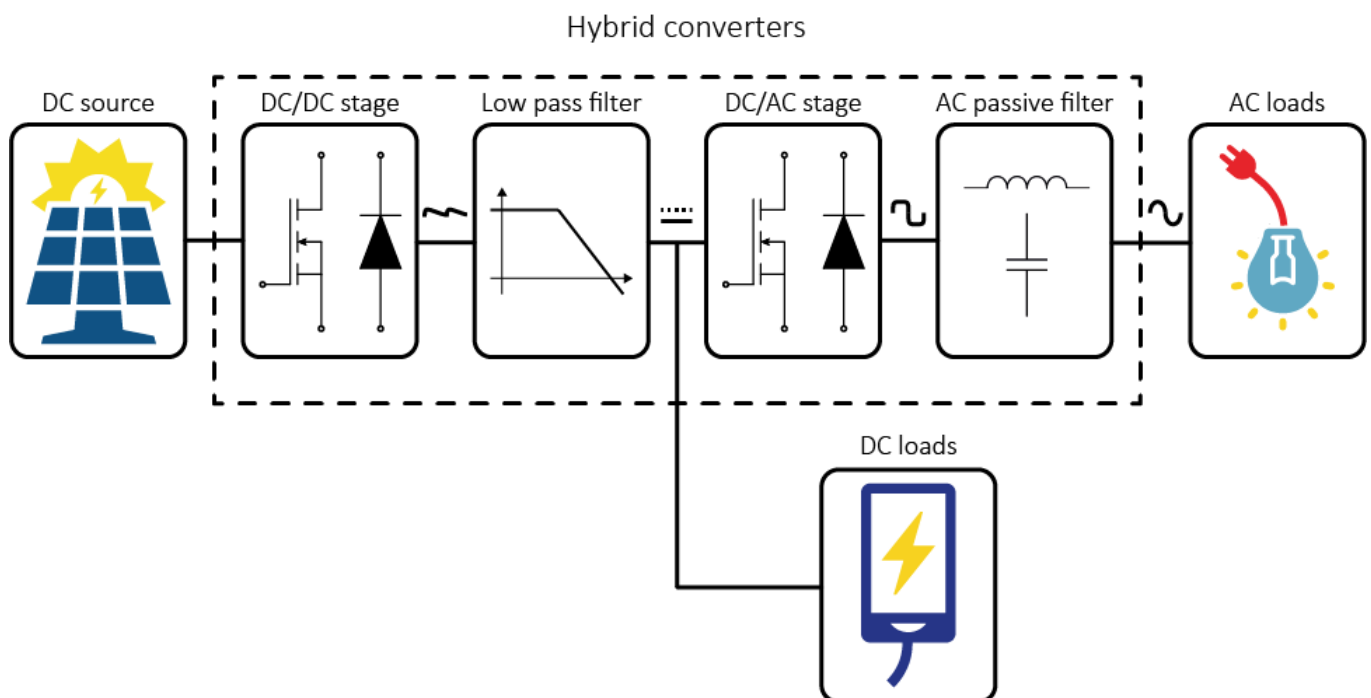 Hybrid converters
DC source
DC/DC stage
Low pass filter
DC/AC stage
AC passive filter
AC loads
DC loads